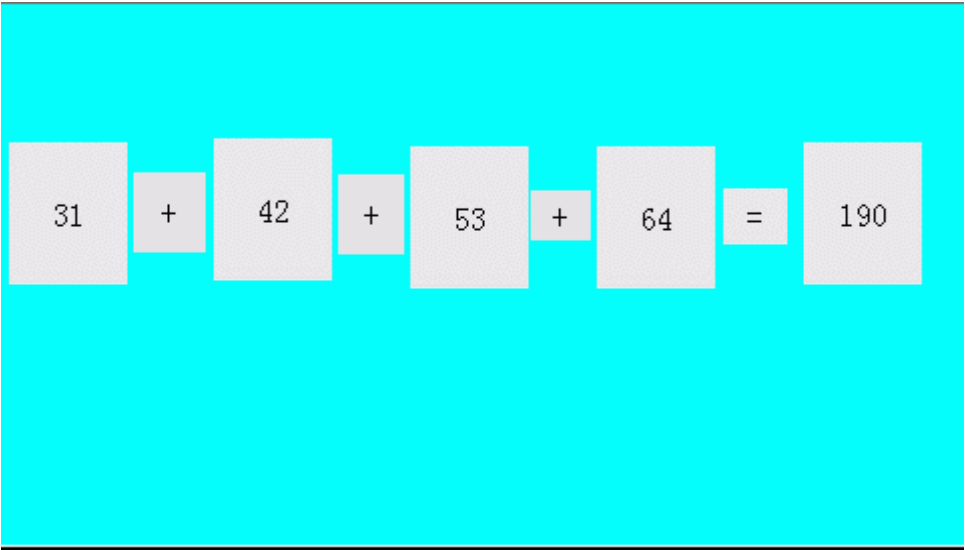 31 + 42 + 53 + 64 = 190